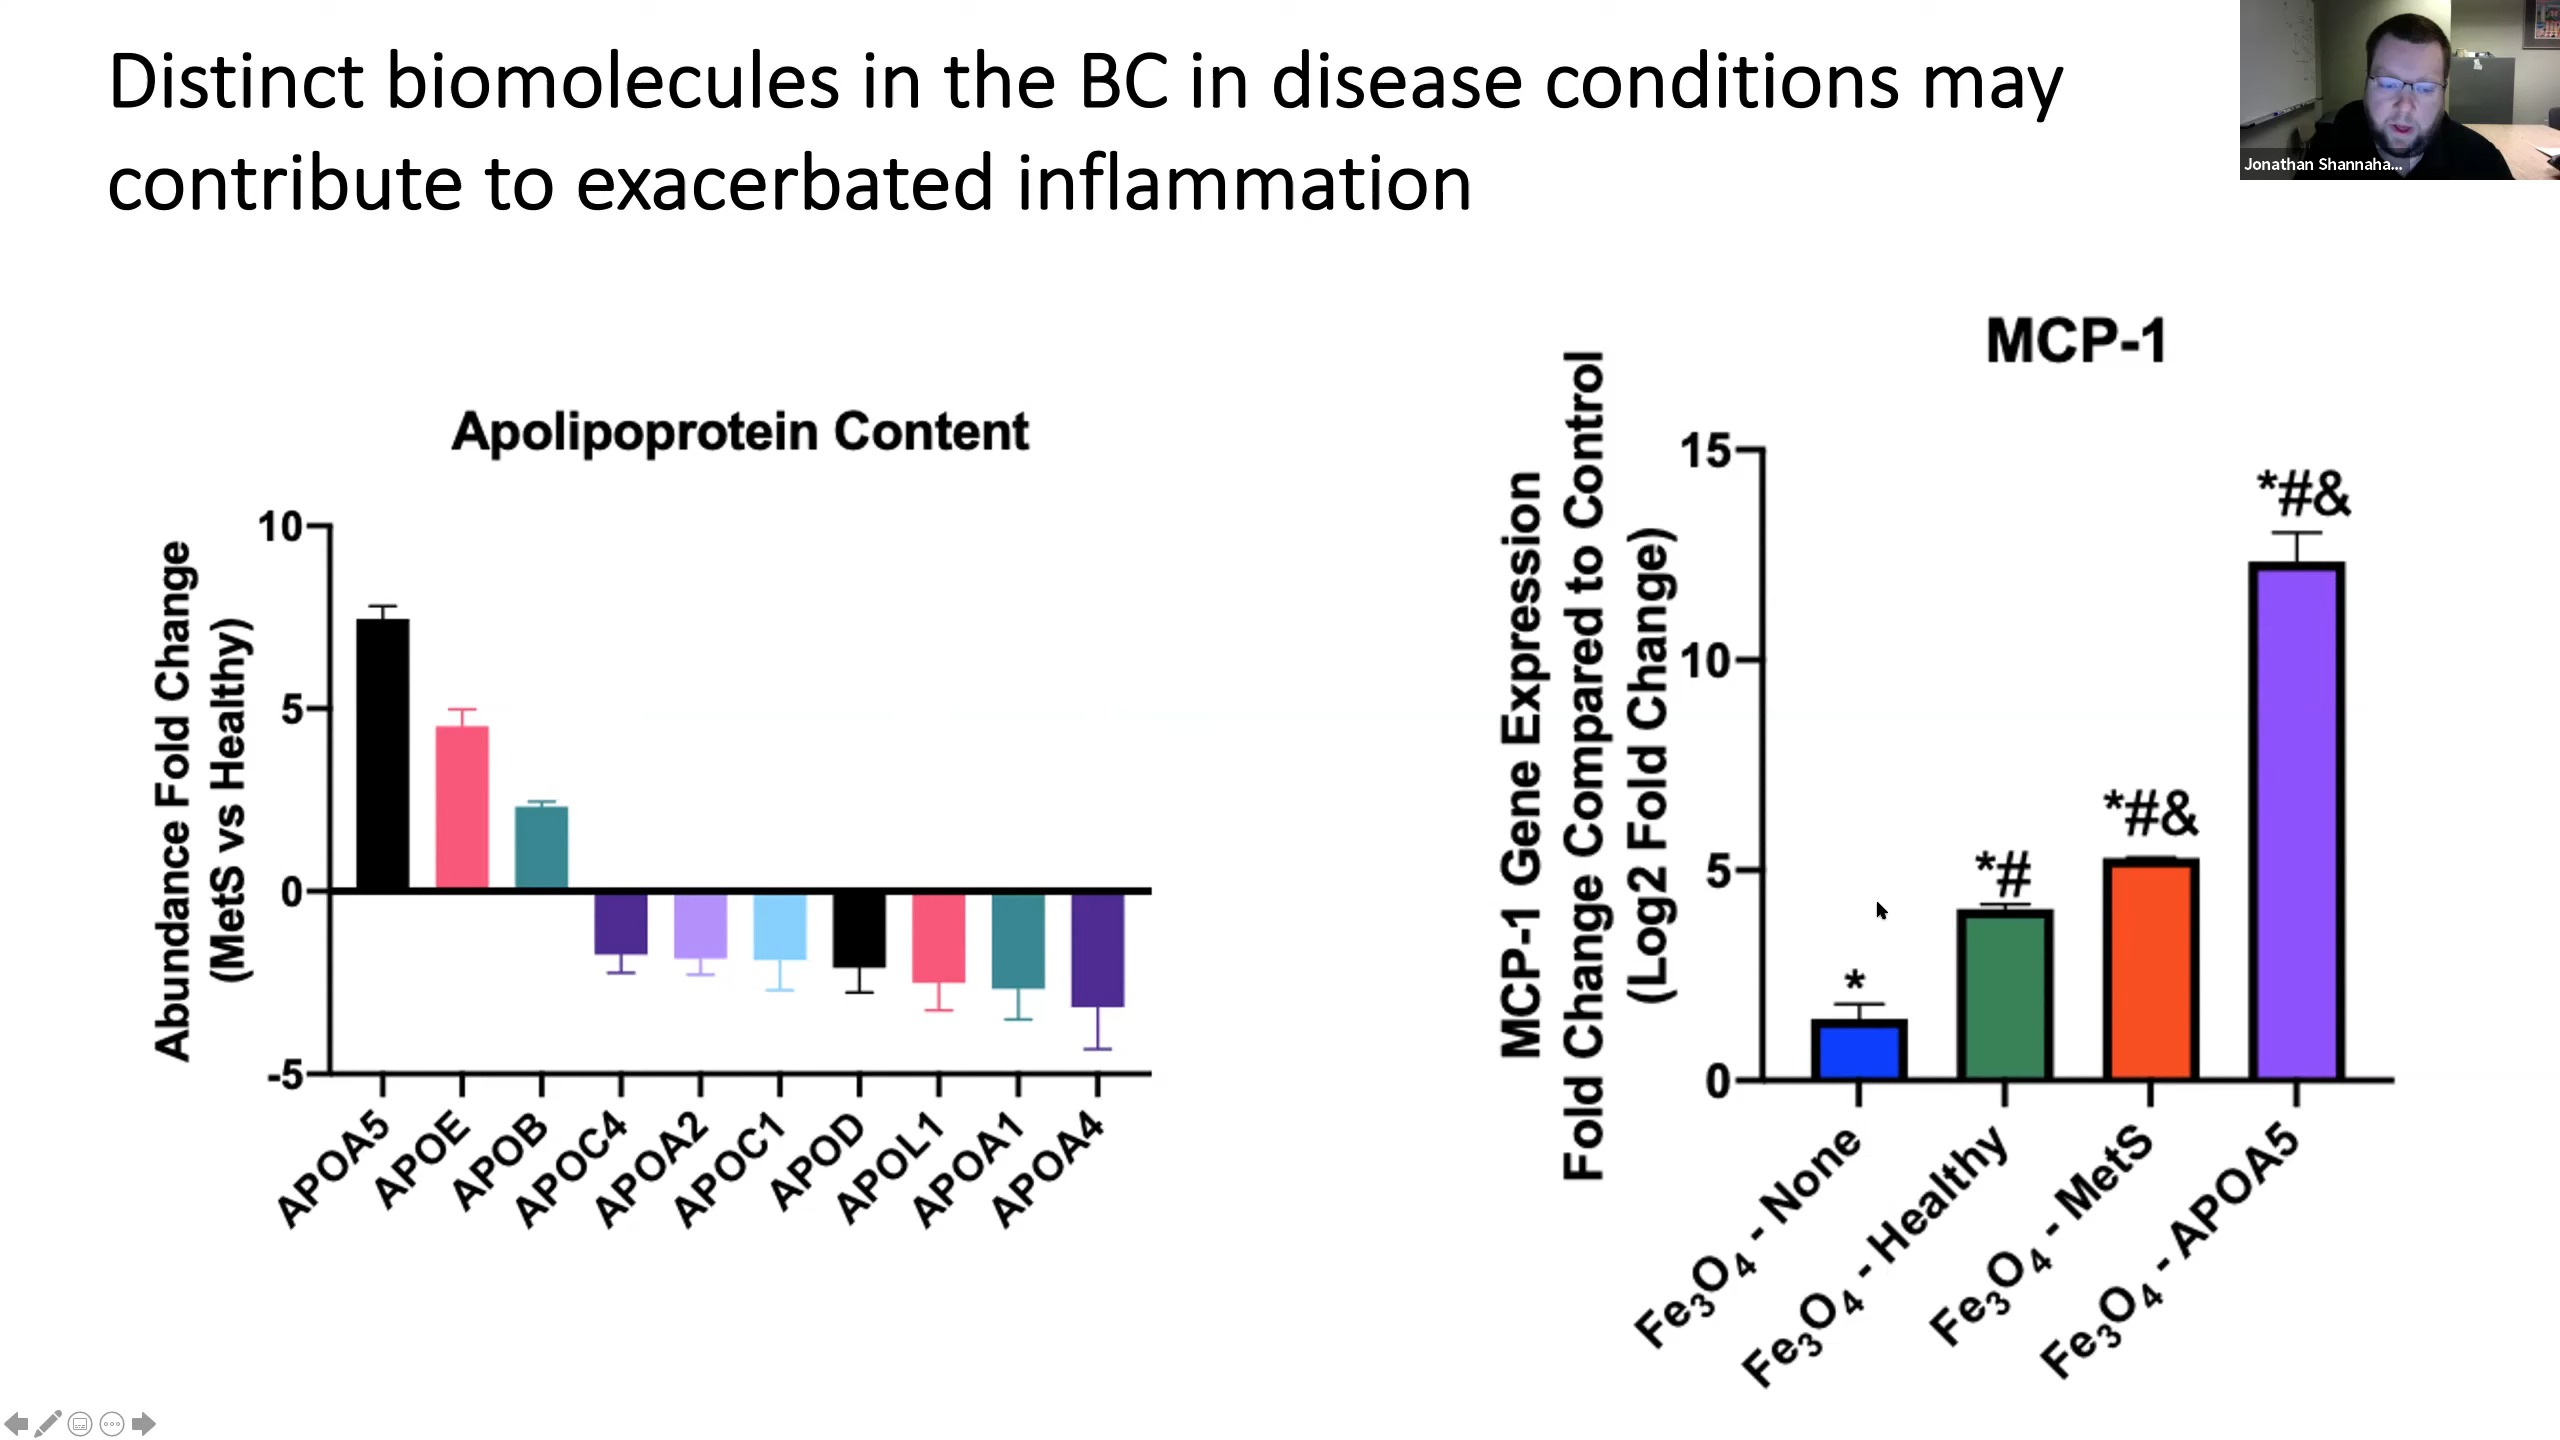 Distinct biomolecules in the BC in disease conditions may
contribute to exacerbated inflammation
Jonathan Shannaha...
Apolipoprotein Content
Abundance Fold Change
(MetS vs Healthy)
10
5
0
-5
APOA5
APOE
APOB
APOC4
APOA2
APOC1
APOD
APOL1
APOA1
APOA4
MCP-1
MCP-1 Gene Expression
Fold Change Compared to Control
(Log2 Fold Change)
15
10
5
0
*
*#
*#&
*#&
Fe₃O₄ - None
Fe₃O₄ - Healthy
Fe₃O₄ - MetS
Fe₃O₄ - APOA5